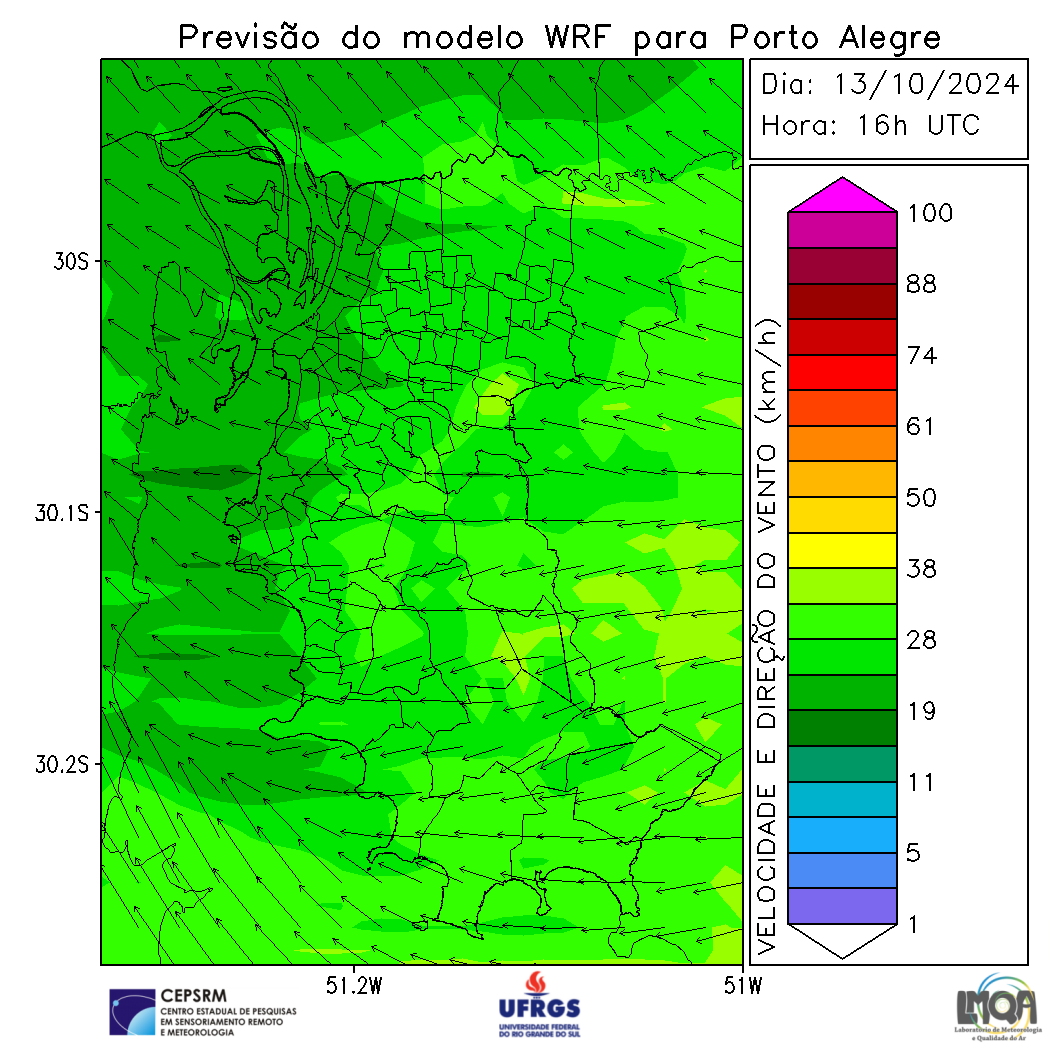 Previsão do modelo WRF para Porto Alegre
Dia: 13/10/2024
Hora: 16h UTC
VELOCIDADE E DIREÇÃO DO VENTO (km/h)
100
88
74
61
50
38
28
19
11
5
1
30S
30.1S
30.2S
51.2W
51W
CEPSRM
CENTRO ESTADUAL DE PESQUISAS
EM SENSORIAMENTO REMOTO
E METEOROLOGIA
UFRGS
UNIVERSIDADE FEDERAL
DO RIO GRANDE DO SUL
LMQA
Laboratório de Meteorologia
e Qualidade do Ar